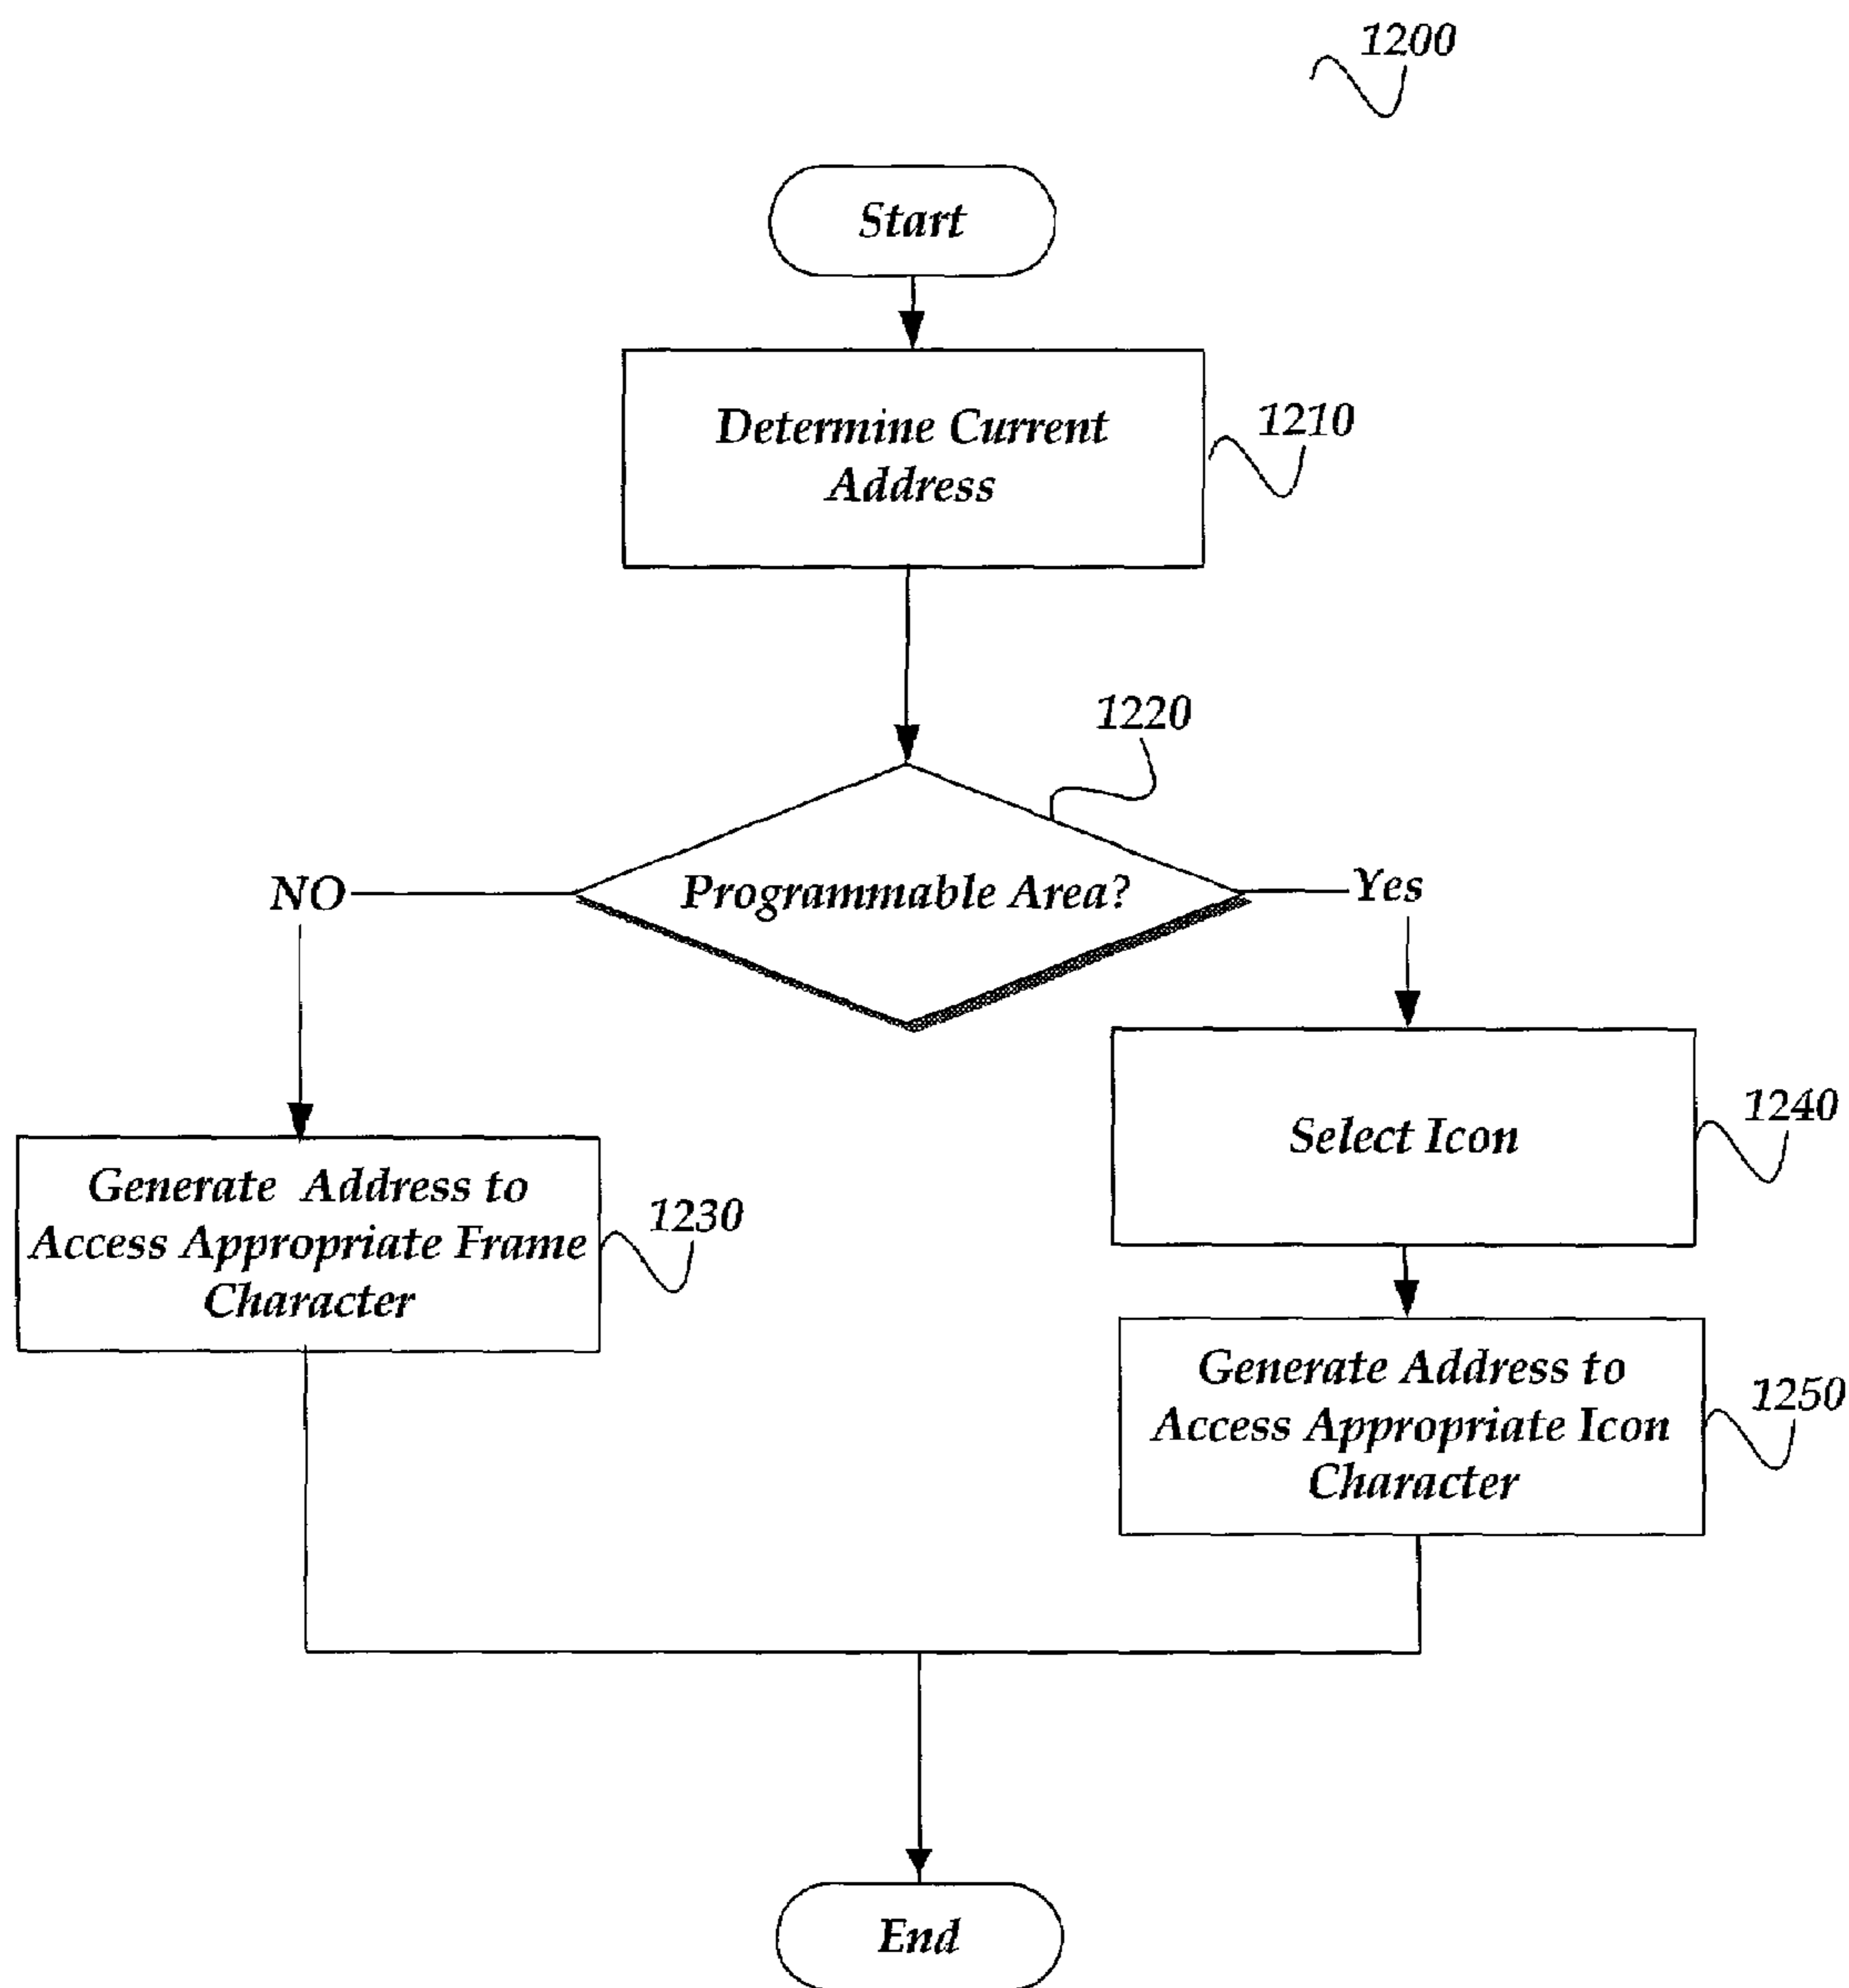 1200
Start
Determine Current
Address
1210
1220
NO
Programmable Area?
Yes
Select Icon
1240
Generate Address to
Access Appropriate Frame
Character
1230
Generate Address to
Access Appropriate Icon
Character
1250
End